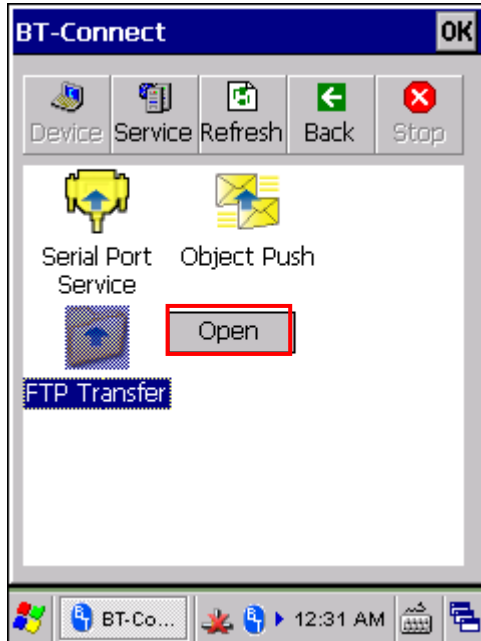 BT-Connect OK
Device Service Refresh Back Stop
Serial Port Service
Object Push
Open
FTP Transfer
BT-Co... 12:31 AM